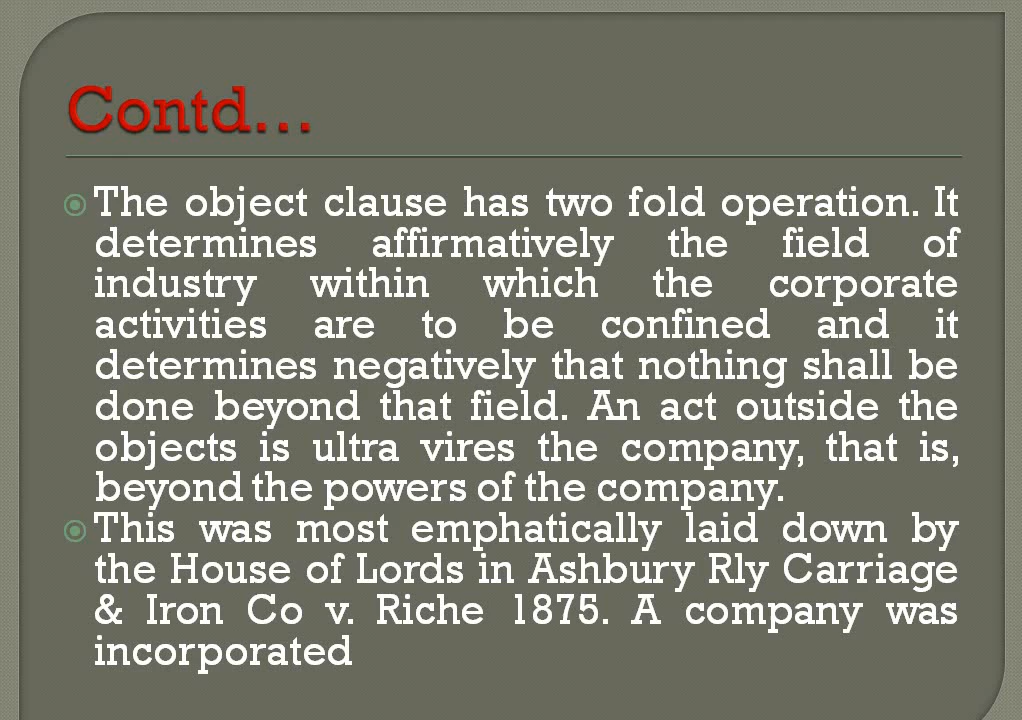 Contd…
The object clause has two fold operation. It
determines affirmatively the field of
industry within which the corporate
activities are to be confined and it
determines negatively that nothing shall be
done beyond that field. An act outside the
objects is ultra vires the company, that is,
beyond the powers of the company.
This was most emphatically laid down by
the House of Lords in Ashbury Rly Carriage
& Iron Co v. Riche 1875. A company was
incorporated